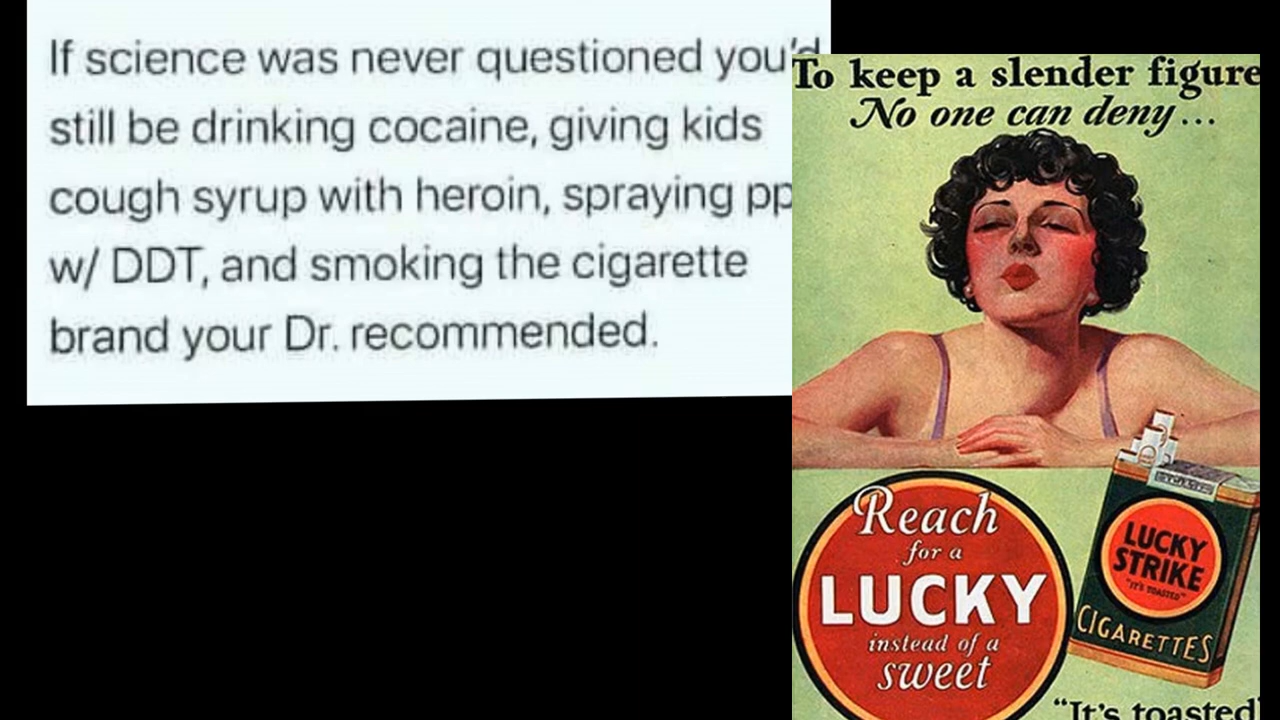 If science was never questioned you'd
still be drinking cocaine, giving kids
cough syrup with heroin, spraying pp
w/ DDT, and smoking the cigarette
brand your Dr. recommended.
To keep a slender figure
No one can deny...
Reach
for a
LUCKY
instead of a
sweet
LUCKY
STRIKE
"IT'S TOASTED"
CIGARETTES
"It's toasted"